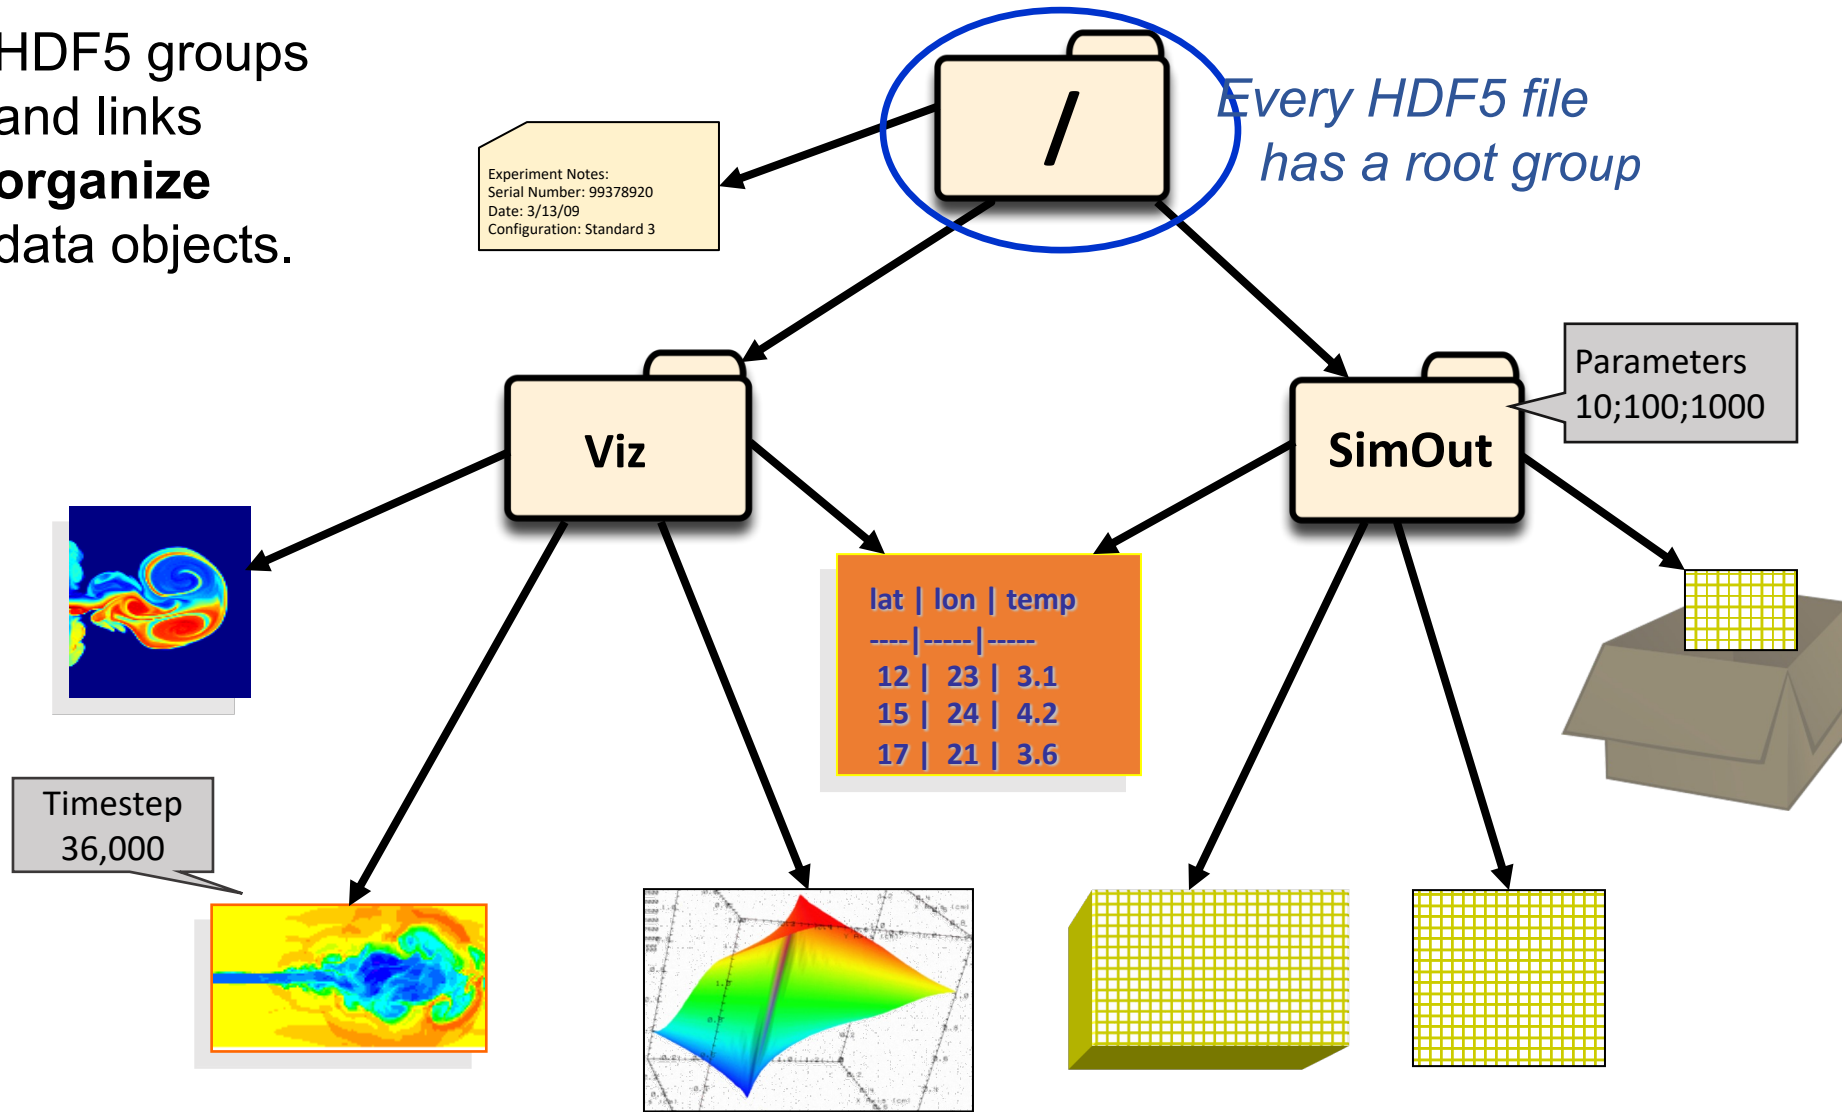 HDF5 groups
and links
organize
data objects.
/
Every HDF5 file
has a root group
Experiment Notes:
Serial Number: 99378920
Date: 3/13/09
Configuration: Standard 3
Viz
SimOut
Parameters
10;100;1000
lat | lon | temp
----|-----|-----
12 | 23 | 3.1
15 | 24 | 4.2
17 | 21 | 3.6
Timestep
36,000